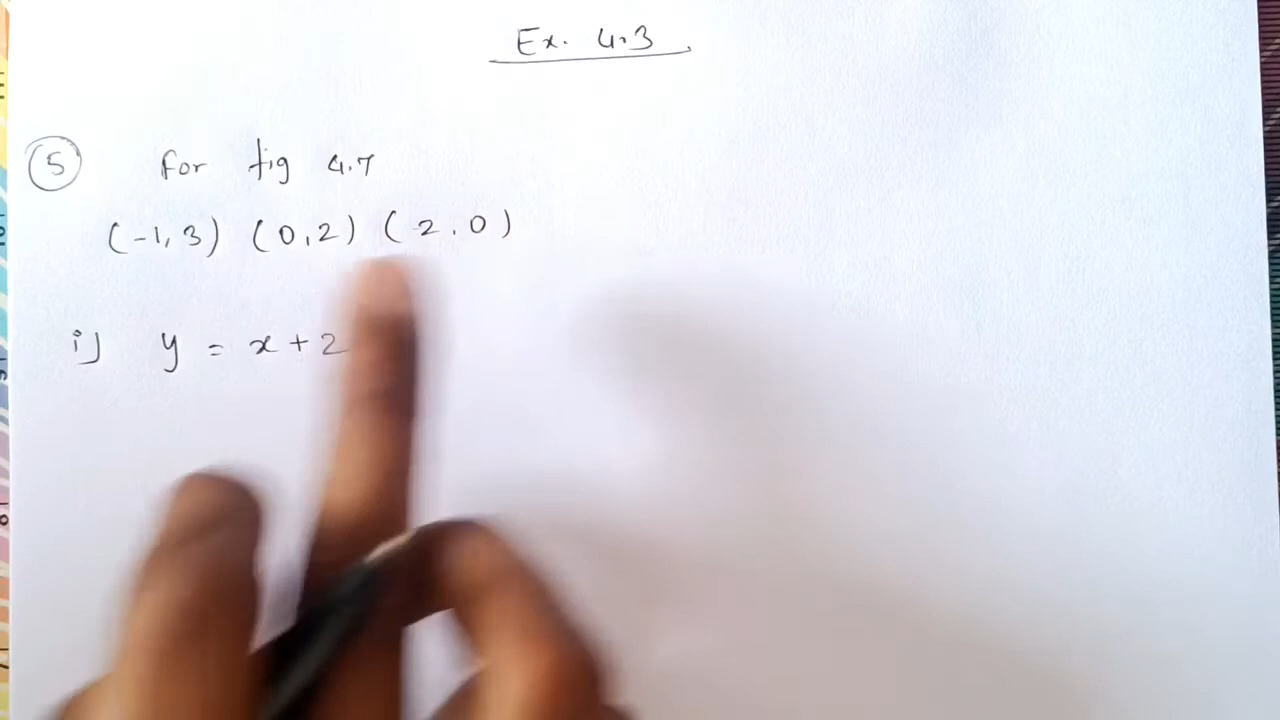 Ex. 4.3
5 For fig 4.7
(-1, 3) (0, 2) (2, 0)
i) y = x + 2